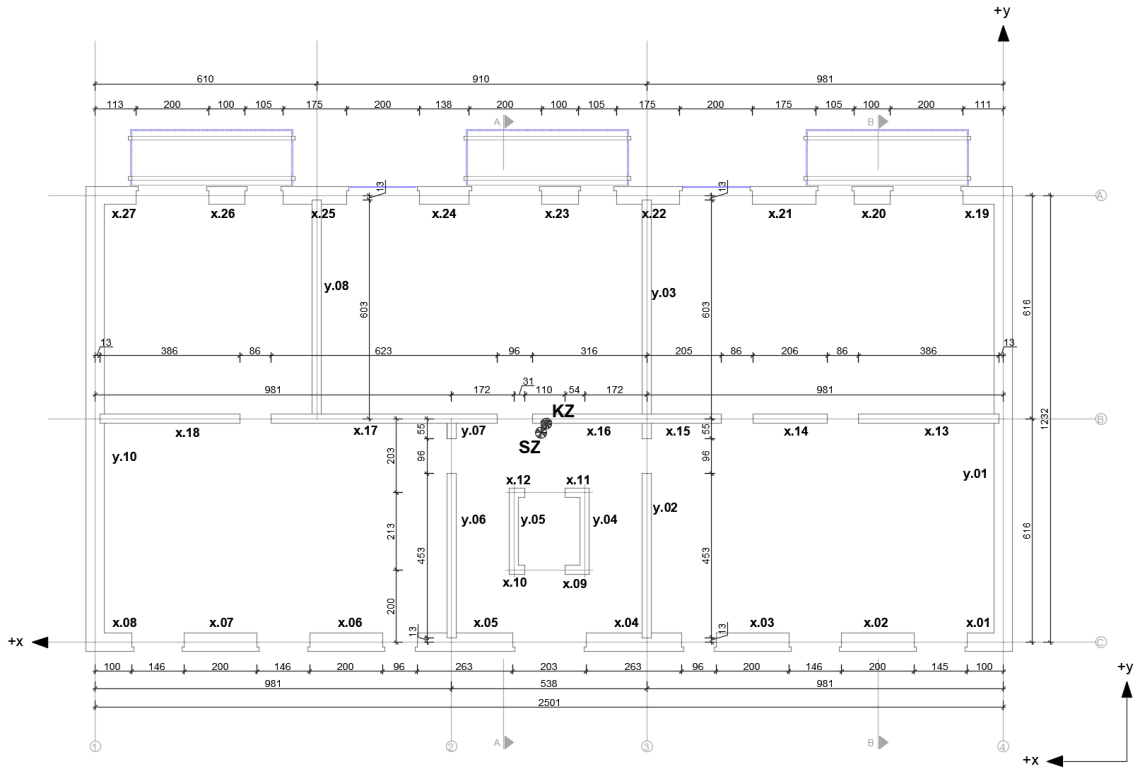 +y
610 910 981
113 200 100 105 175 200 138 200 100 105 175 200 175 105 100 200 111
A B
13 13
A
x.27 x.26 x.25 x.24 x.23 x.22 x.21 x.20 x.19
y.08 y.03
603 603 616
13 386 86 623 96 316 205 86 206 86 386 13
31
981 172 110 54 172 981
KZ
B
1232
x.18 x.17 55 y.07 x.16 x.15 55 x.14 x.13
SZ
y.10 203 96 96 y.01
x.12 x.11
y.06 y.05 y.04 y.02
213 616
453 453
x.10 x.09
200
13 13
x.08 x.07 x.06 x.05 x.04 x.03 x.02 x.01
+x C
100 146 200 146 200 96 263 203 263 96 200 146 200 145 100
+y
981 538 981
2501
1 2 A 3 B 4
+x